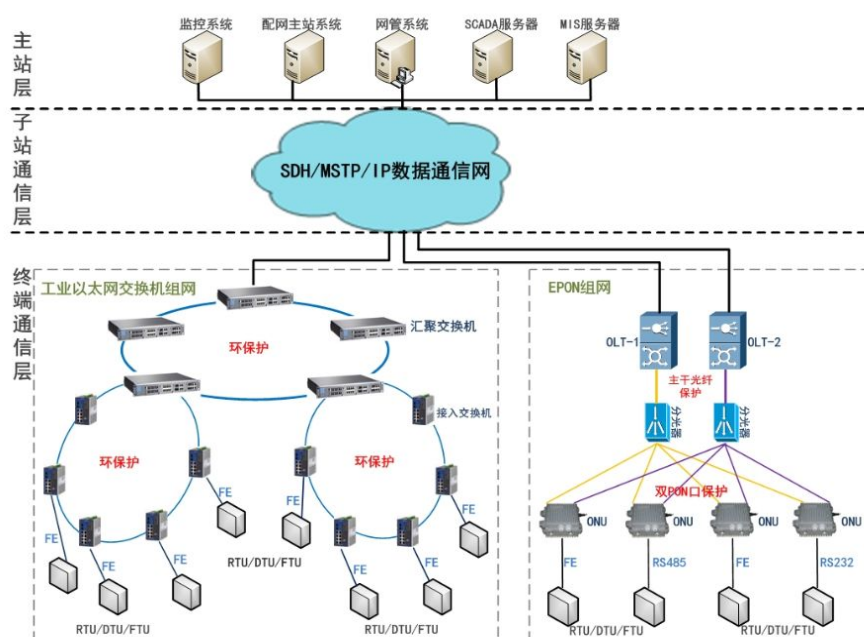 监控系统
配网主站系统
网管系统
SCADA服务器
MIS服务器
主站层
子站通信层
SDH/MSTP/IP数据通信网
终端通信层
工业以太网交换机组网
汇聚交换机
环保护
接入交换机
环保护
环保护
FE
FE
FE
FE
FE
FE
FE
FE
RTU/DTU/FTU
RTU/DTU/FTU
RTU/DTU/FTU
EPON组网
OLT-1
OLT-2
主干光纤
保护
分光器
分光器
双PON口保护
ONU
ONU
ONU
ONU
FE
RS485
FE
RS232
RTU/DTU/FTU
RTU/DTU/FTU